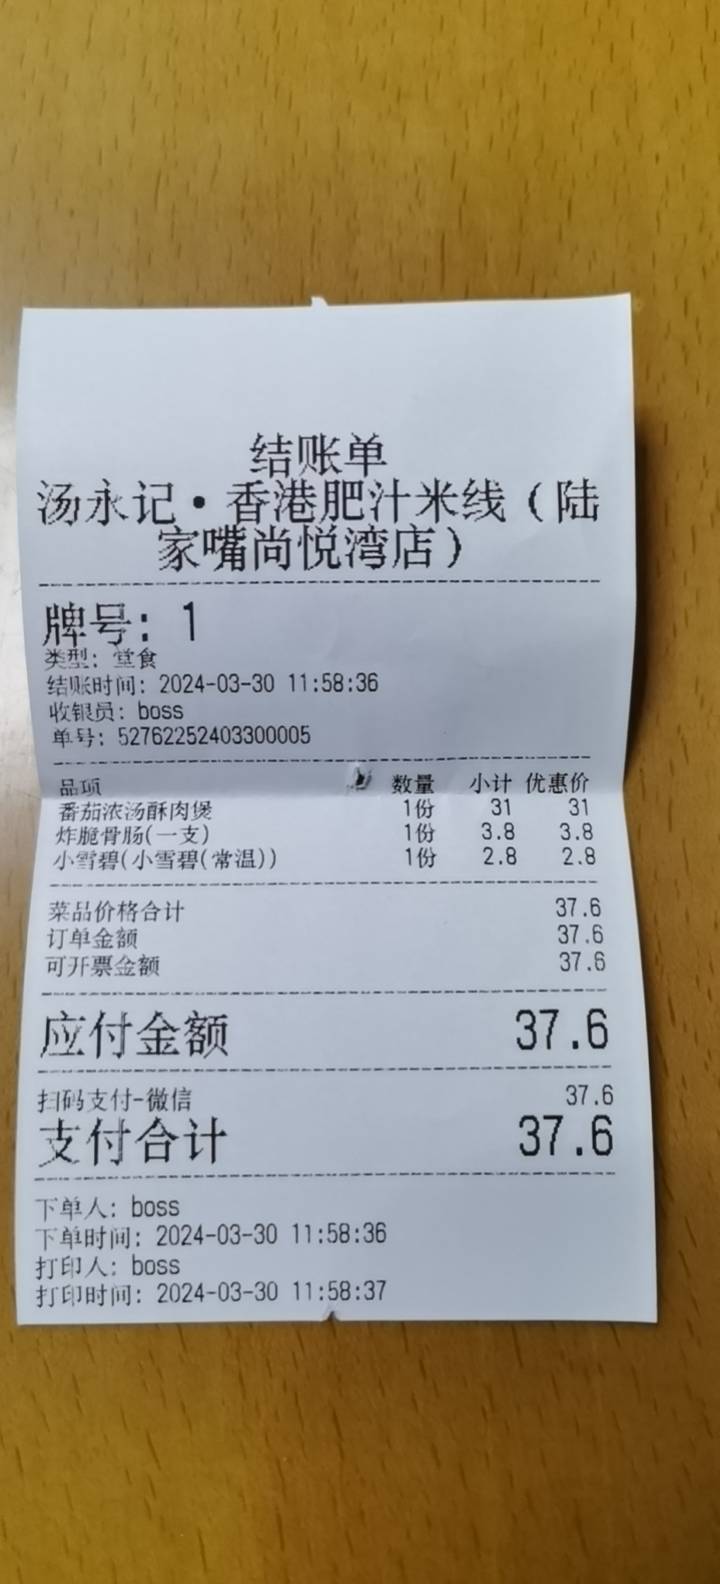 结账单
汤永记•香港肥汁米线（陆
家嘴尚悦湾店）
牌号: 1
类型: 堂食
结账时间: 2024-03-30 11:58:36
收银员: boss
单号: 52762252403300005
品项 数量 小计 优惠价
番茄浓汤酥肉煲 1份 31 31
炸脆骨肠(一支) 1份 3.8 3.8
小雪碧(小雪碧(常温)) 1份 2.8 2.8
菜品价格合计 37.6
订单金额 37.6
可开票金额 37.6
应付金额 37.6
扫码支付-微信 37.6
支付合计 37.6
下单人: boss
下单时间: 2024-03-30 11:58:36
打印人: boss
打印时间: 2024-03-30 11:58:37